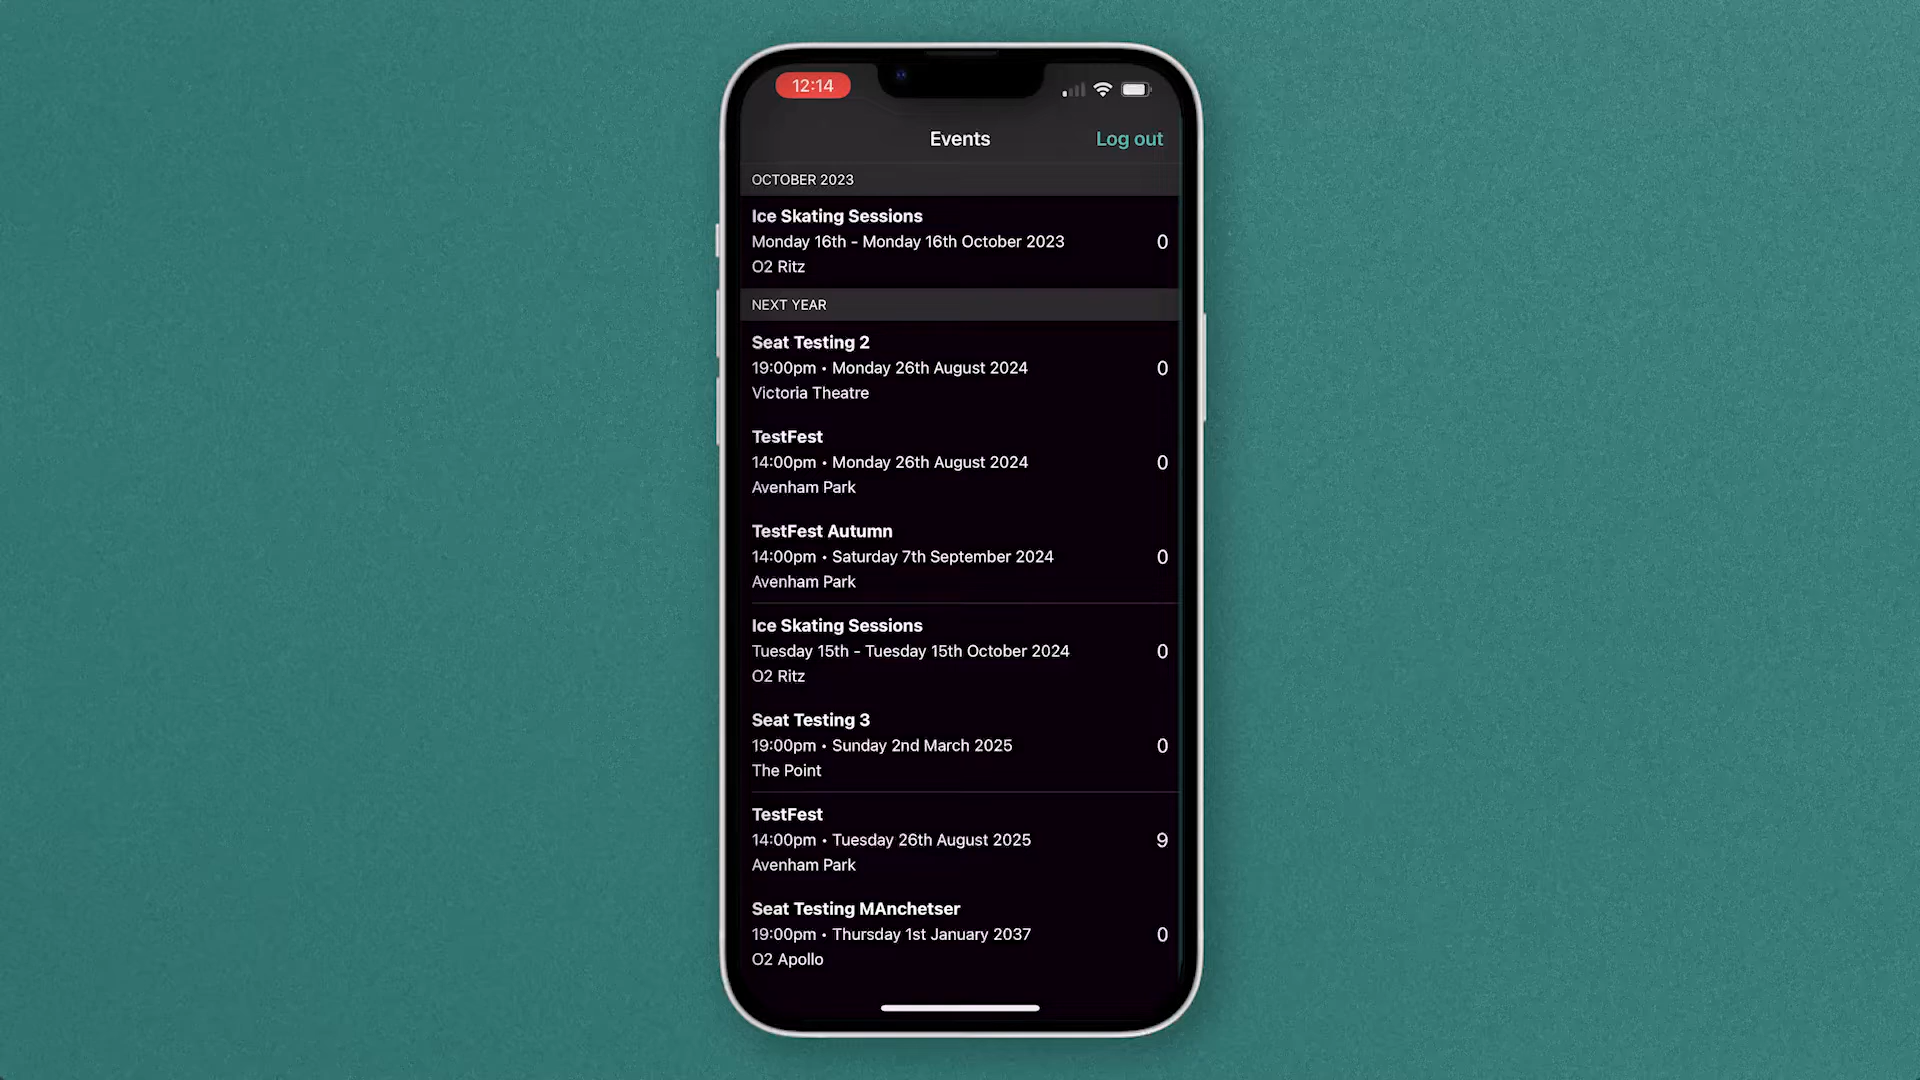 12:14
Events
Log out
OCTOBER 2023
Ice Skating Sessions
Monday 16th - Monday 16th October 2023
0
O2 Ritz
NEXT YEAR
Seat Testing 2
19:00pm • Monday 26th August 2024
0
Victoria Theatre
TestFest
14:00pm • Monday 26th August 2024
0
Avenham Park
TestFest Autumn
14:00pm • Saturday 7th September 2024
0
Avenham Park
Ice Skating Sessions
Tuesday 15th - Tuesday 15th October 2024
0
O2 Ritz
Seat Testing 3
19:00pm • Sunday 2nd March 2025
0
The Point
TestFest
14:00pm • Tuesday 26th August 2025
9
Avenham Park
Seat Testing MAnchetser
19:00pm • Thursday 1st January 2037
0
O2 Apollo